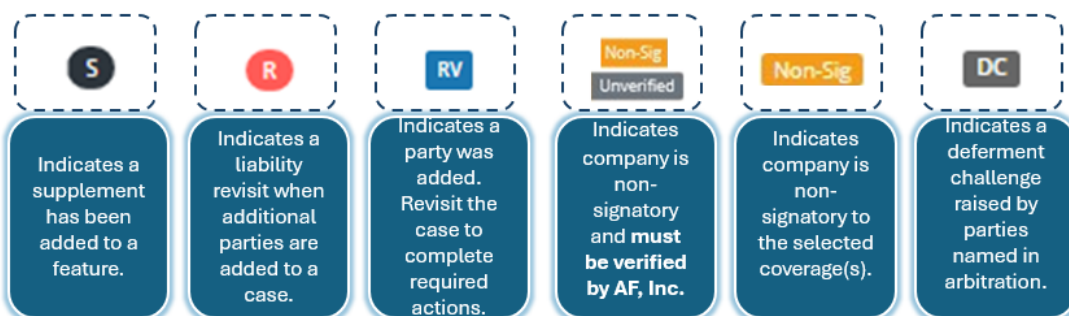 S
Indicates a
supplement
has been
added to a
feature.
R
Indicates a
liability
revisit when
additional
parties are
added to a
case.
RV
Indicates a
party was
added.
Revisit the
case to
complete
required
actions.
Non-Sig
Unverified
Indicates
company is
non-
signatory
and must
be verified
by AF, Inc.
Non-Sig
Indicates
company is
non-
signatory to
the selected
coverage(s).
DC
Indicates a
deferment
challenge
raised by
parties
named in
arbitration.